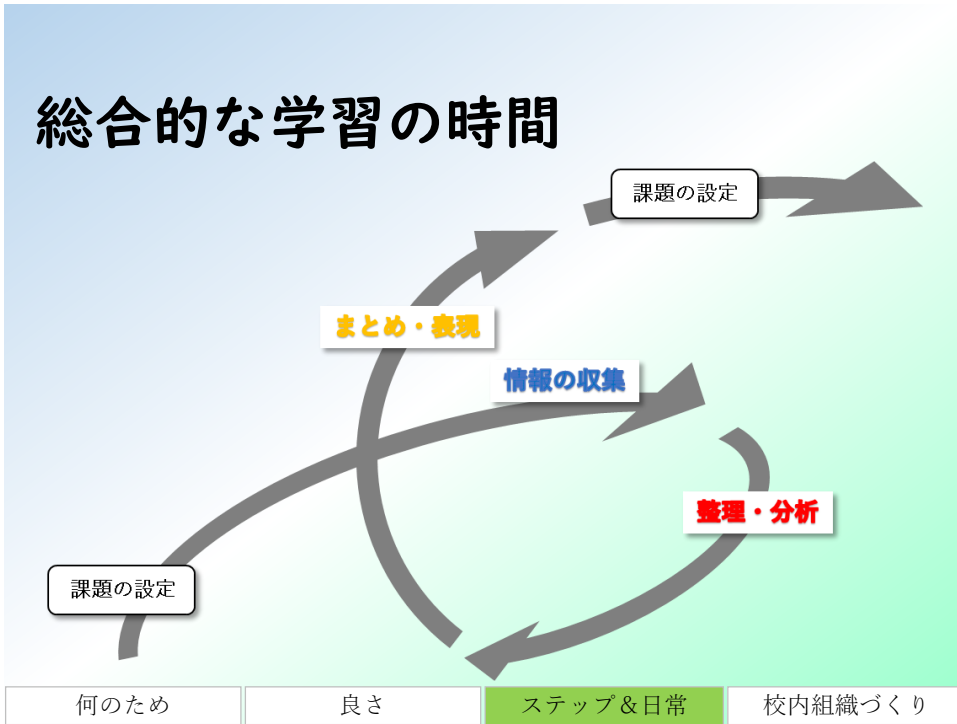 総合的な学習の時間
課題の設定
まとめ・表現
情報の収集
整理・分析
課題の設定
何のため
良さ
ステップ＆日常
校内組織づくり